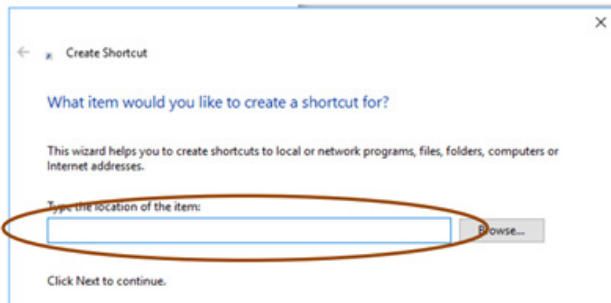 Create Shortcut
What item would you like to create a shortcut for?
This wizard helps you to create shortcuts to local or network programs, files, folders, computers or
Internet addresses.
Type the location of the item:
Browse...
Click Next to continue.